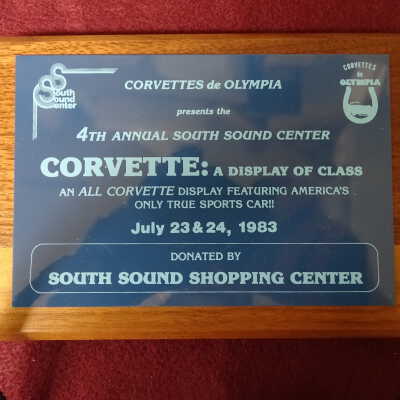 South
Sound
Center
CORVETTES de OLYMPIA
CORVETTES
de
OLYMPIA
presents the
4TH ANNUAL SOUTH SOUND CENTER
CORVETTE: A DISPLAY OF CLASS
AN ALL CORVETTE DISPLAY FEATURING AMERICA'S
ONLY TRUE SPORTS CAR!!
July 23 & 24, 1983
DONATED BY
SOUTH SOUND SHOPPING CENTER